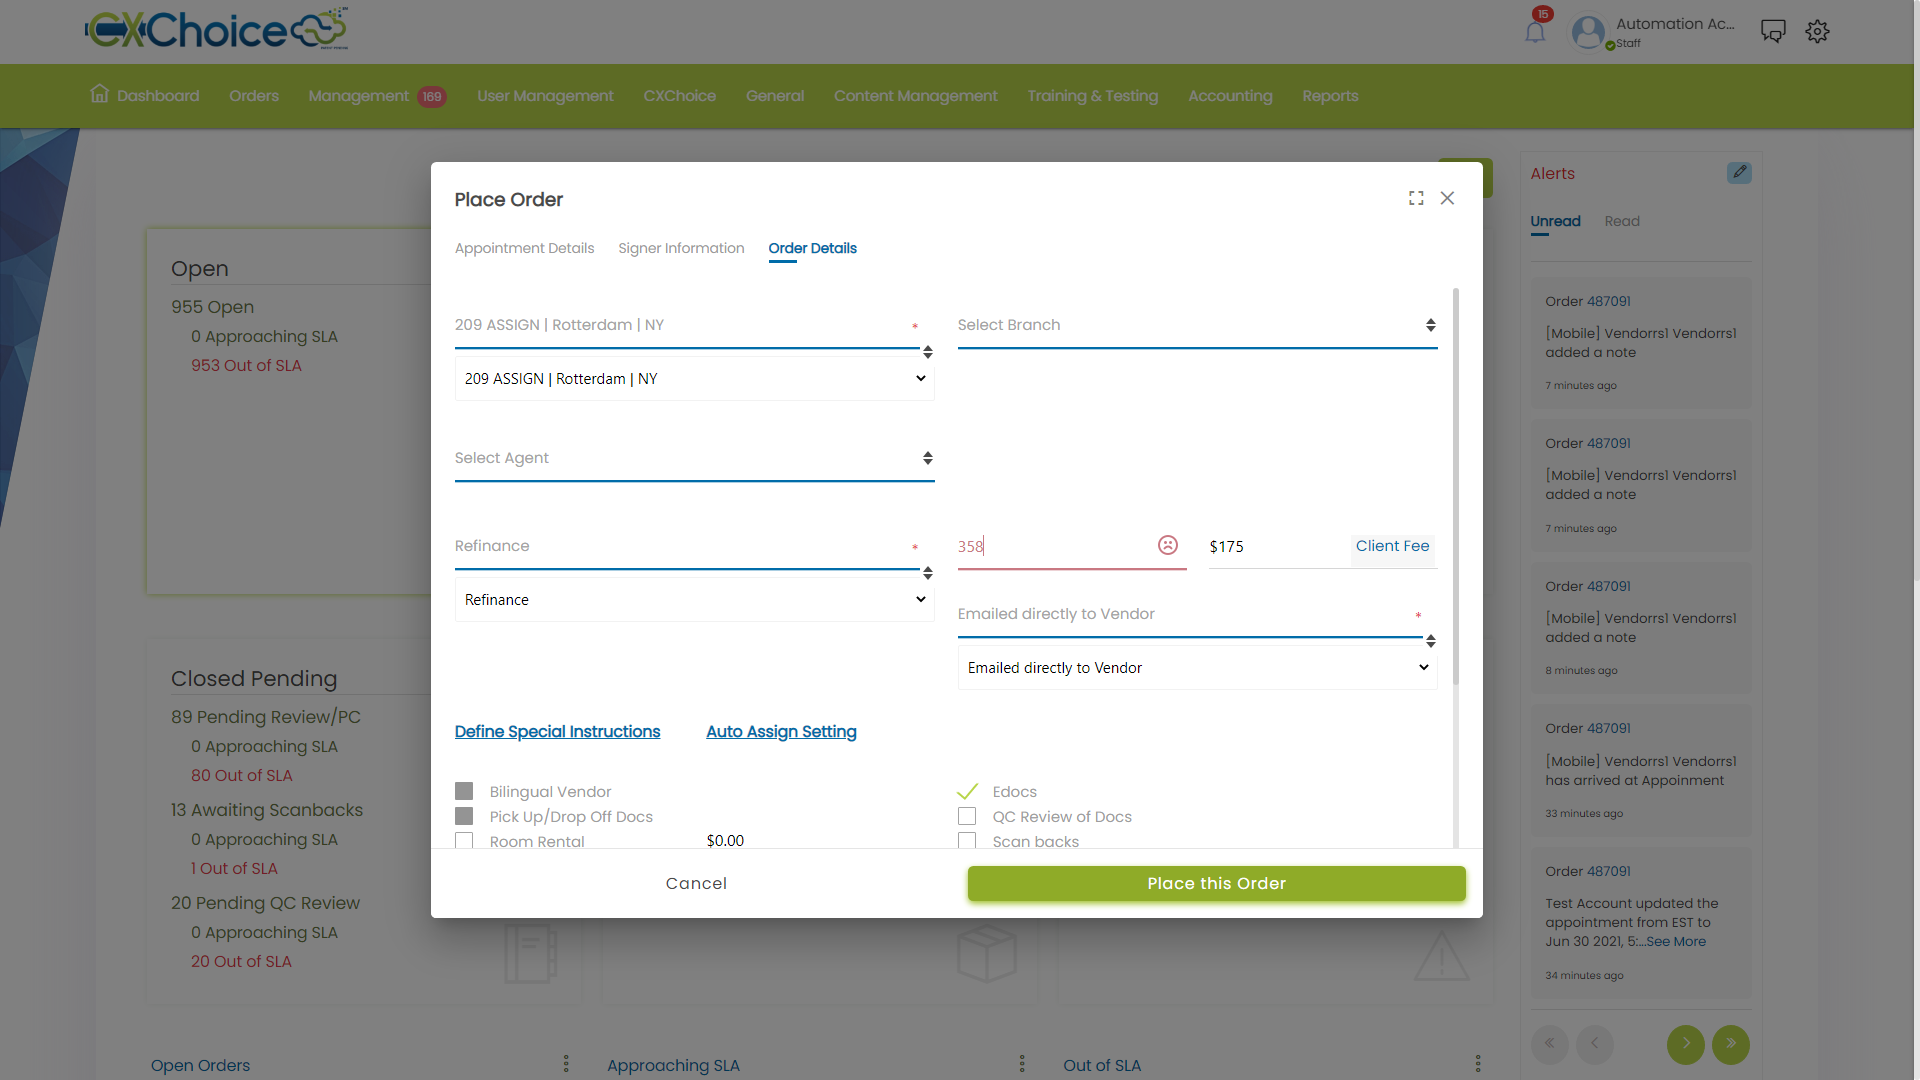 CXChoice
15
Automation Ac...
Staff
Dashboard
Orders
Management 169
User Management
CXChoice
General
Content Management
Training & Testing
Accounting
Reports
Open
955 Open
0 Approaching SLA
953 Out of SLA
Closed Pending
89 Pending Review/PC
0 Approaching SLA
80 Out of SLA
13 Awaiting Scanbacks
0 Approaching SLA
1 Out of SLA
20 Pending QC Review
0 Approaching SLA
20 Out of SLA
Open Orders
Approaching SLA
Out of SLA
Place Order
Appointment Details
Signer Information
Order Details
209 ASSIGN | Rotterdam | NY *
209 ASSIGN | Rotterdam | NY
Select Branch
Select Agent
Refinance *
Refinance
358
$175
Client Fee
Emailed directly to Vendor *
Emailed directly to Vendor
Define Special Instructions
Auto Assign Setting
Bilingual Vendor
Pick Up/Drop Off Docs
Room Rental
$0.00
Edocs
QC Review of Docs
Scan backs
Cancel
Place this Order
Alerts
Unread
Read
Order 487091
[Mobile] Vendorrs1 Vendorrs1
added a note
7 minutes ago
Order 487091
[Mobile] Vendorrs1 Vendorrs1
added a note
7 minutes ago
Order 487091
[Mobile] Vendorrs1 Vendorrs1
added a note
8 minutes ago
Order 487091
[Mobile] Vendorrs1 Vendorrs1
has arrived at Appoinment
33 minutes ago
Order 487091
Test Account updated the
appointment from EST to
Jun 30 2021, 5:...See More
34 minutes ago